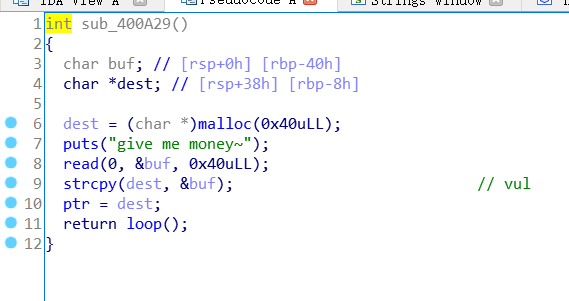 IDA View A Pseudocode A Strings Window
1 int sub_400A29()
2 {
3 char buf; // [rsp+0h] [rbp-40h]
4 char *dest; // [rsp+38h] [rbp-8h]
5
6 dest = (char *)malloc(0x40uLL);
7 puts("give me money~");
8 read(0, &buf, 0x40uLL);
9 strcpy(dest, &buf); // vul
10 ptr = dest;
11 return loop();
12 }